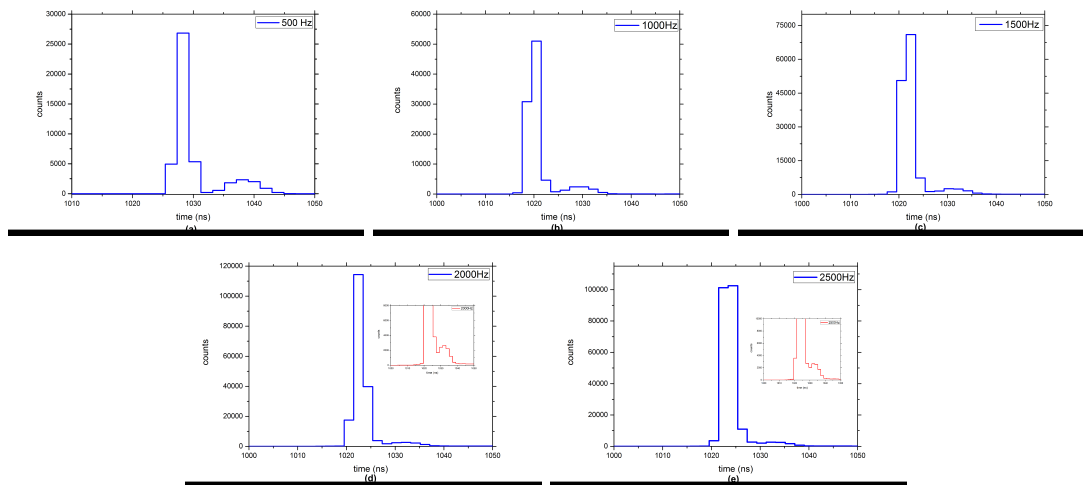 500 Hz
30000
25000
20000
15000
10000
5000
0
counts
1010 1020 1030 1040 1050
time (ns)
(a)
1000Hz
60000
50000
40000
30000
20000
10000
0
counts
1000 1010 1020 1030 1040 1050
time (ns)
(b)
1500Hz
75000
60000
45000
30000
15000
0
counts
1000 1010 1020 1030 1040 1050
time (ns)
(c)
2000Hz
120000
100000
80000
60000
40000
20000
0
counts
1000 1010 1020 1030 1040 1050
time (ns)
(d)
2500Hz
100000
80000
60000
40000
20000
0
counts
1000 1010 1020 1030 1040 1050
time (ns)
(e)